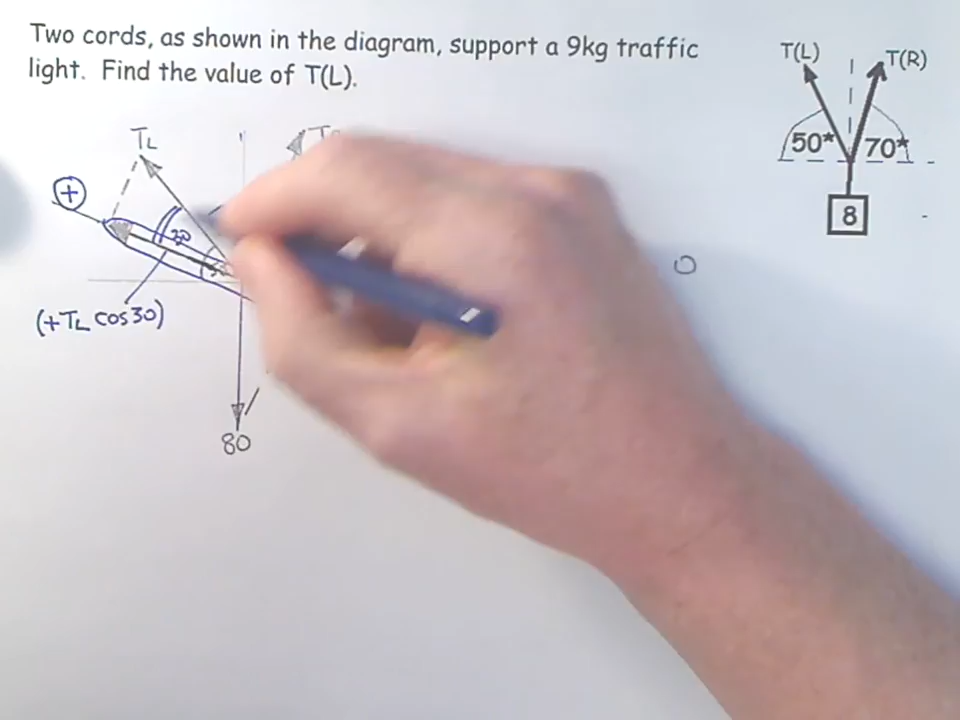 Two cords, as shown in the diagram, support a 9kg traffic
light. Find the value of T(L).
T(L)
T(R)
50*
70*
8
TL
+
30
(+TL cos30)
80